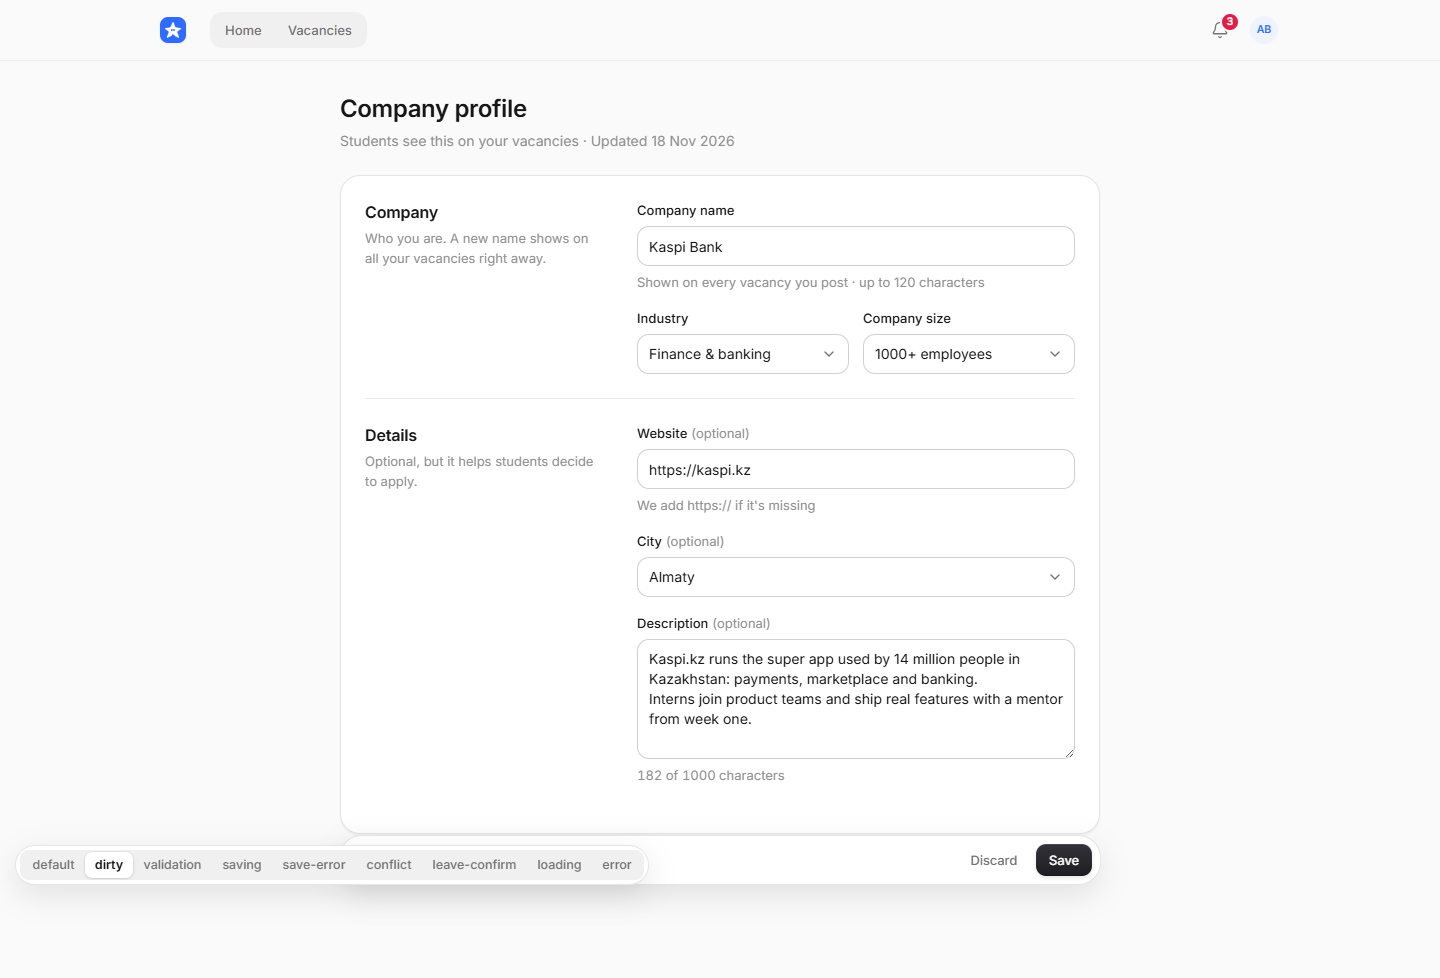 Home
Vacancies
3
AB
Company profile
Students see this on your vacancies · Updated 18 Nov 2026
Company
Who you are. A new name shows on
all your vacancies right away.
Company name
Kaspi Bank
Shown on every vacancy you post · up to 120 characters
Industry
Company size
Finance & banking
1000+ employees
Details
Optional, but it helps students decide
to apply.
Website (optional)
https://kaspi.kz
We add https:// if it's missing
City (optional)
Almaty
Description (optional)
Kaspi.kz runs the super app used by 14 million people in
Kazakhstan: payments, marketplace and banking.
Interns join product teams and ship real features with a mentor
from week one.
182 of 1000 characters
default
dirty
validation
saving
save-error
conflict
leave-confirm
loading
error
Discard
Save